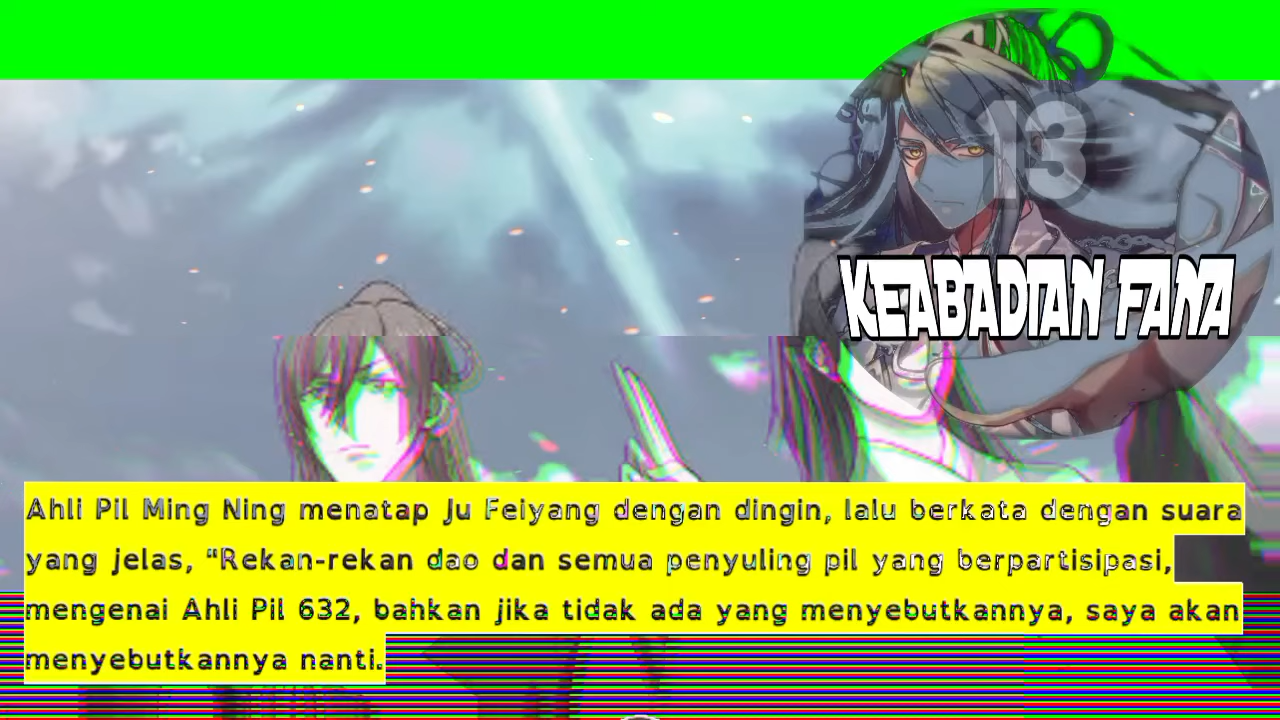 13
KEABADIAN FANA
Ahli Pil Ming Ning menatap Ju Feiyang dengan dingin, lalu berkata dengan suara
yang jelas, "Rekan-rekan dao dan semua penyuling pil yang berpartisipasi,
mengenai Ahli Pil 632, bahkan jika tidak ada yang menyebutkannya, saya akan
menyebutkannya nanti.